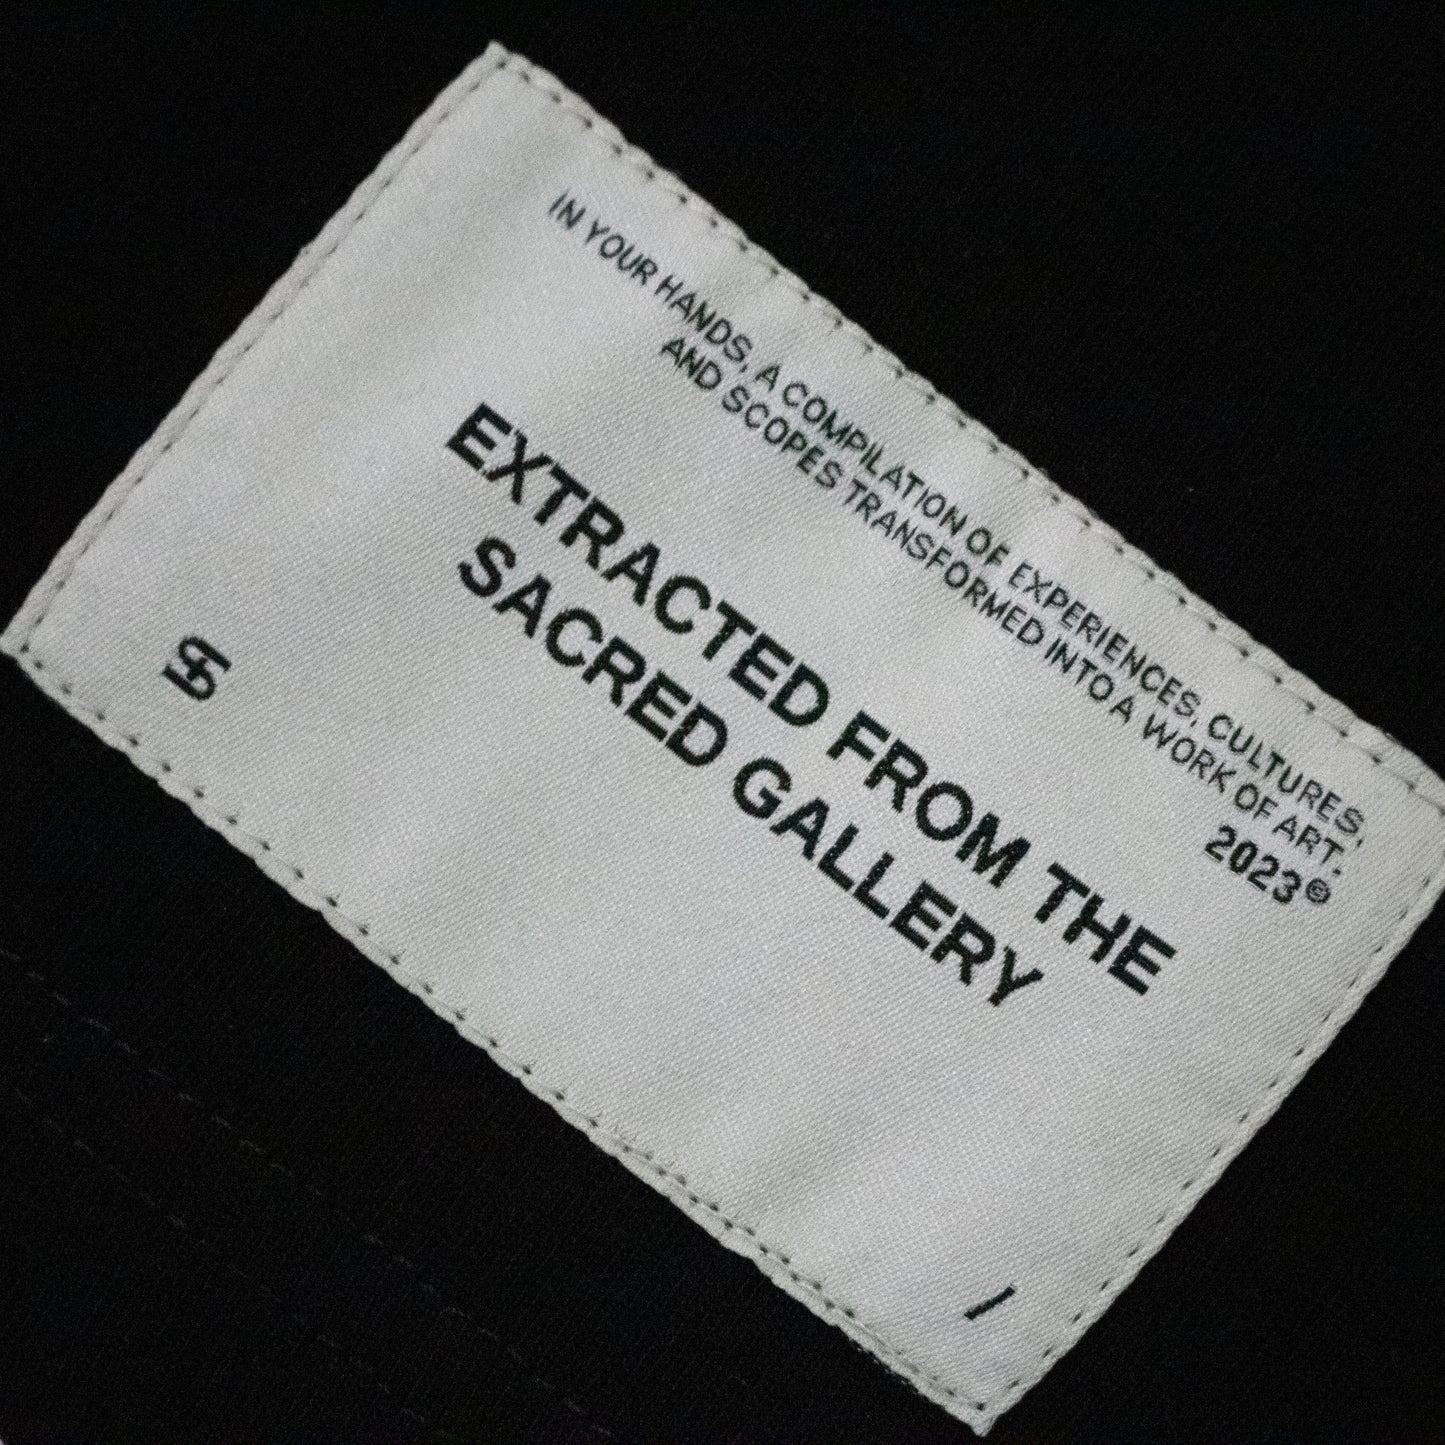 IN YOUR HANDS, A COMPILATION OF EXPERIENCES, CULTURES,
AND SCOPES TRANSFORMED INTO A WORK OF ART.
2023©
EXTRACTED FROM THE
SACRED GALLERY
/